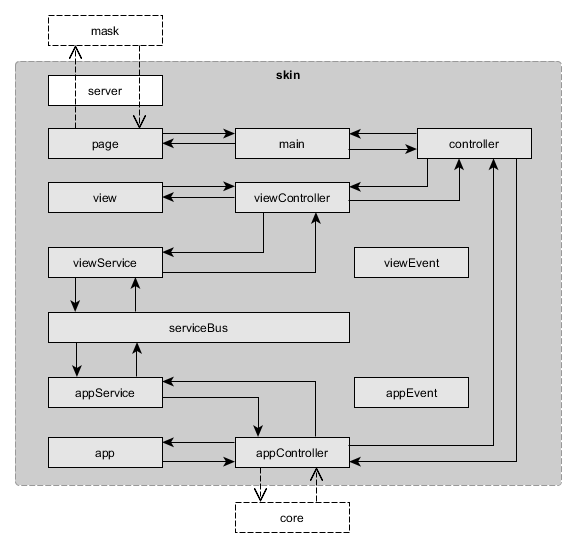 mask
skin
server
page
main
controller
view
viewController
viewService
viewEvent
serviceBus
appService
appEvent
app
appController
core